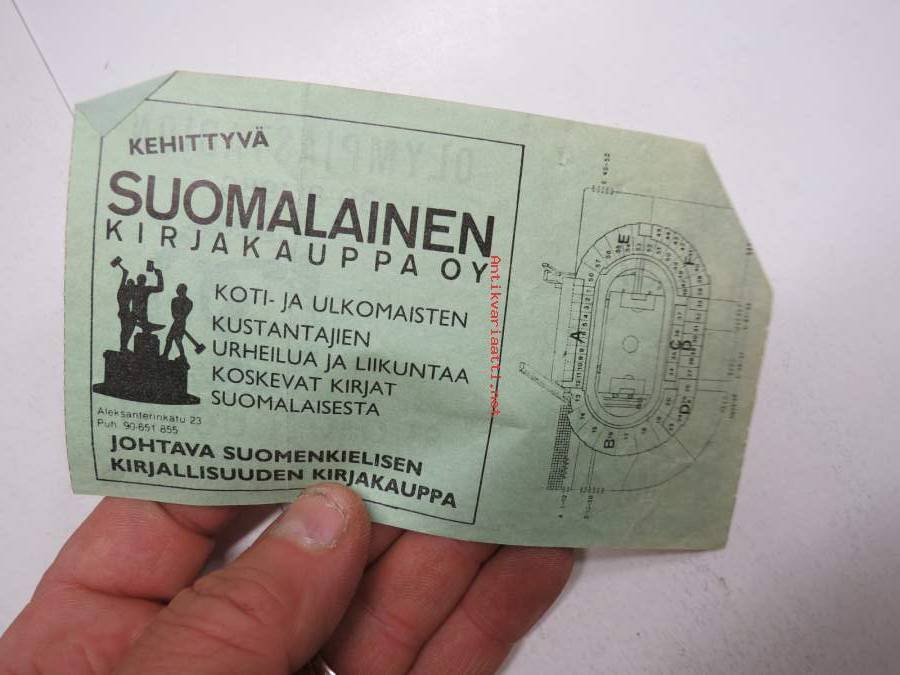 KEHITTYVÄ
SUOMALAINEN
KIRJAKAUPPA OY
KOTI- JA ULKOMAISTEN
KUSTANTAJIEN
URHEILUA JA LIIKUNTAA
KOSKEVAT KIRJAT
SUOMALAISESTA
Aleksanterinkatu 23
Puh. 90-651 855
JOHTAVA SUOMENKIELISEN
KIRJALLISUUDEN KIRJAKAUPPA
Antikvariaatti.net
E
A
C
D
B